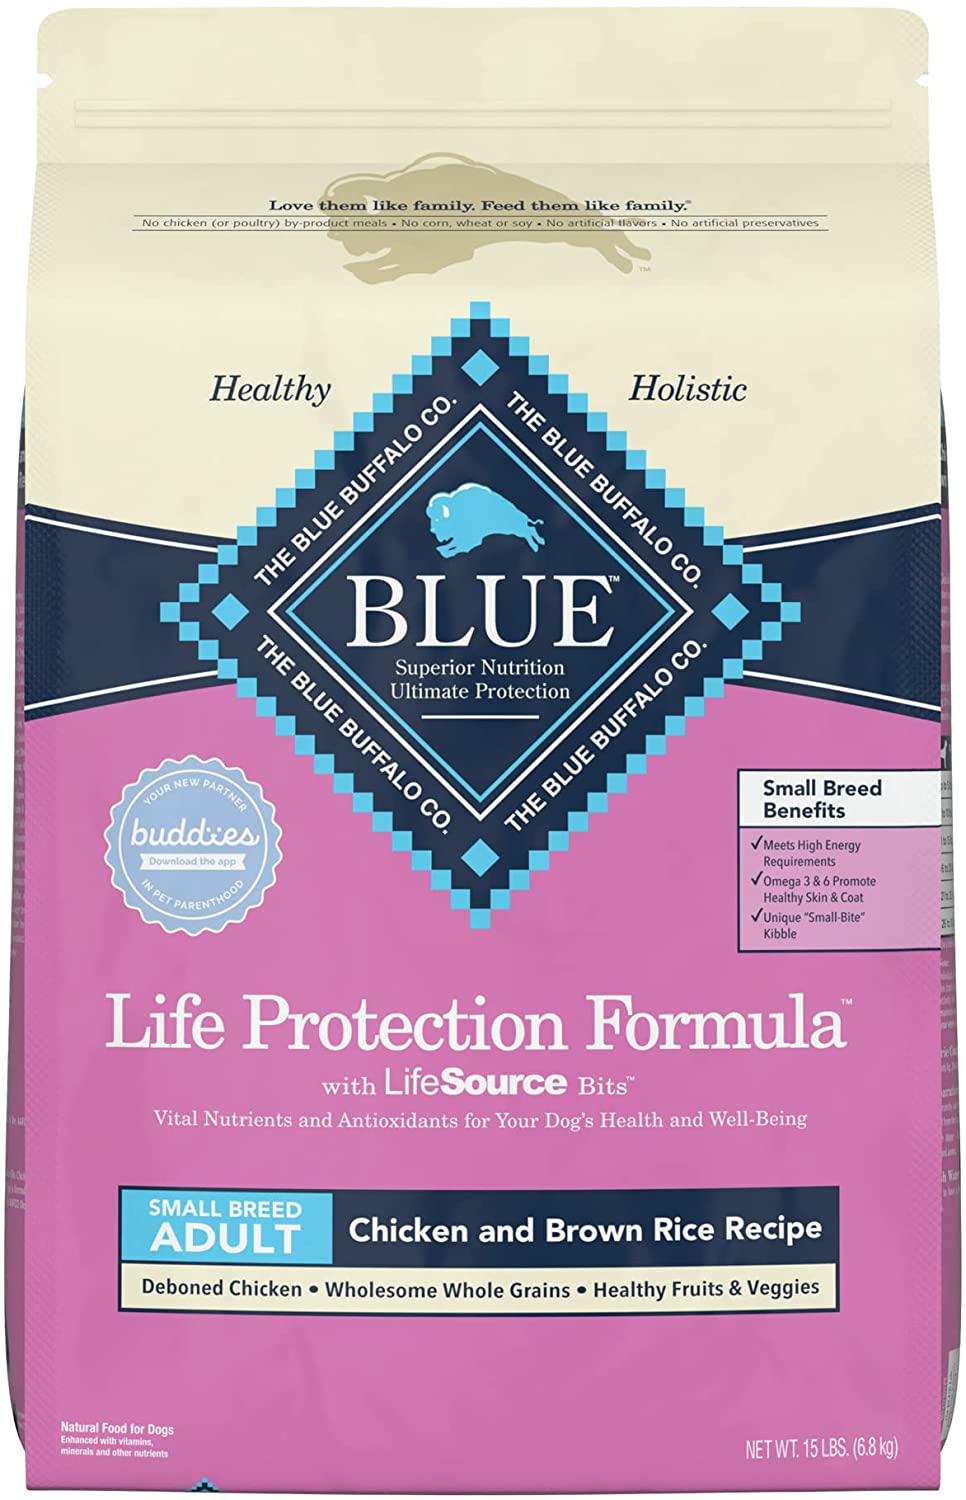 Love them like family. Feed them like family.®
No chicken (or poultry) by-product meals • No corn, wheat or soy • No artificial flavors • No artificial preservatives
™
Healthy
Holistic
THE BLUE BUFFALO CO.
THE BLUE BUFFALO CO.
BLUE™
Superior Nutrition
Ultimate Protection
THE BLUE BUFFALO CO.
THE BLUE BUFFALO CO.
YOUR NEW PARTNER
buddies
Download the app
IN PET PARENTHOOD
Small Breed
Benefits
✓Meets High Energy
Requirements
✓Omega 3 & 6 Promote
Healthy Skin & Coat
✓Unique "Small-Bite"
Kibble
Life Protection Formula™
with LifeSource Bits™
Vital Nutrients and Antioxidants for Your Dog's Health and Well-Being
SMALL BREED
ADULT
Chicken and Brown Rice Recipe
Deboned Chicken • Wholesome Whole Grains • Healthy Fruits & Veggies
Natural Food for Dogs
Enhanced with vitamins,
minerals and other nutrients
NET WT. 15 LBS. (6.8 kg)